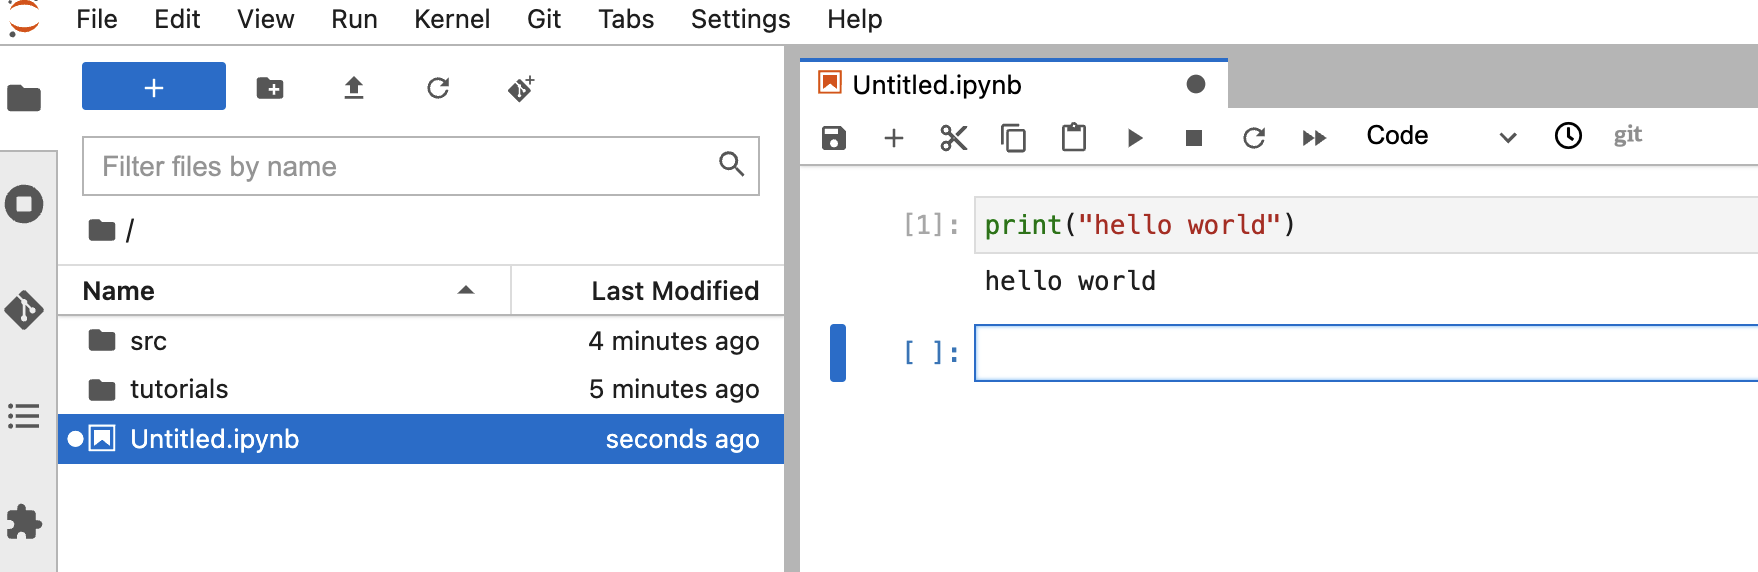 File Edit View Run Kernel Git Tabs Settings Help
+
Filter files by name
/
Name Last Modified
src 4 minutes ago
tutorials 5 minutes ago
Untitled.ipynb seconds ago
Untitled.ipynb
Code git
[1]: print("hello world")
hello world
[ ]: